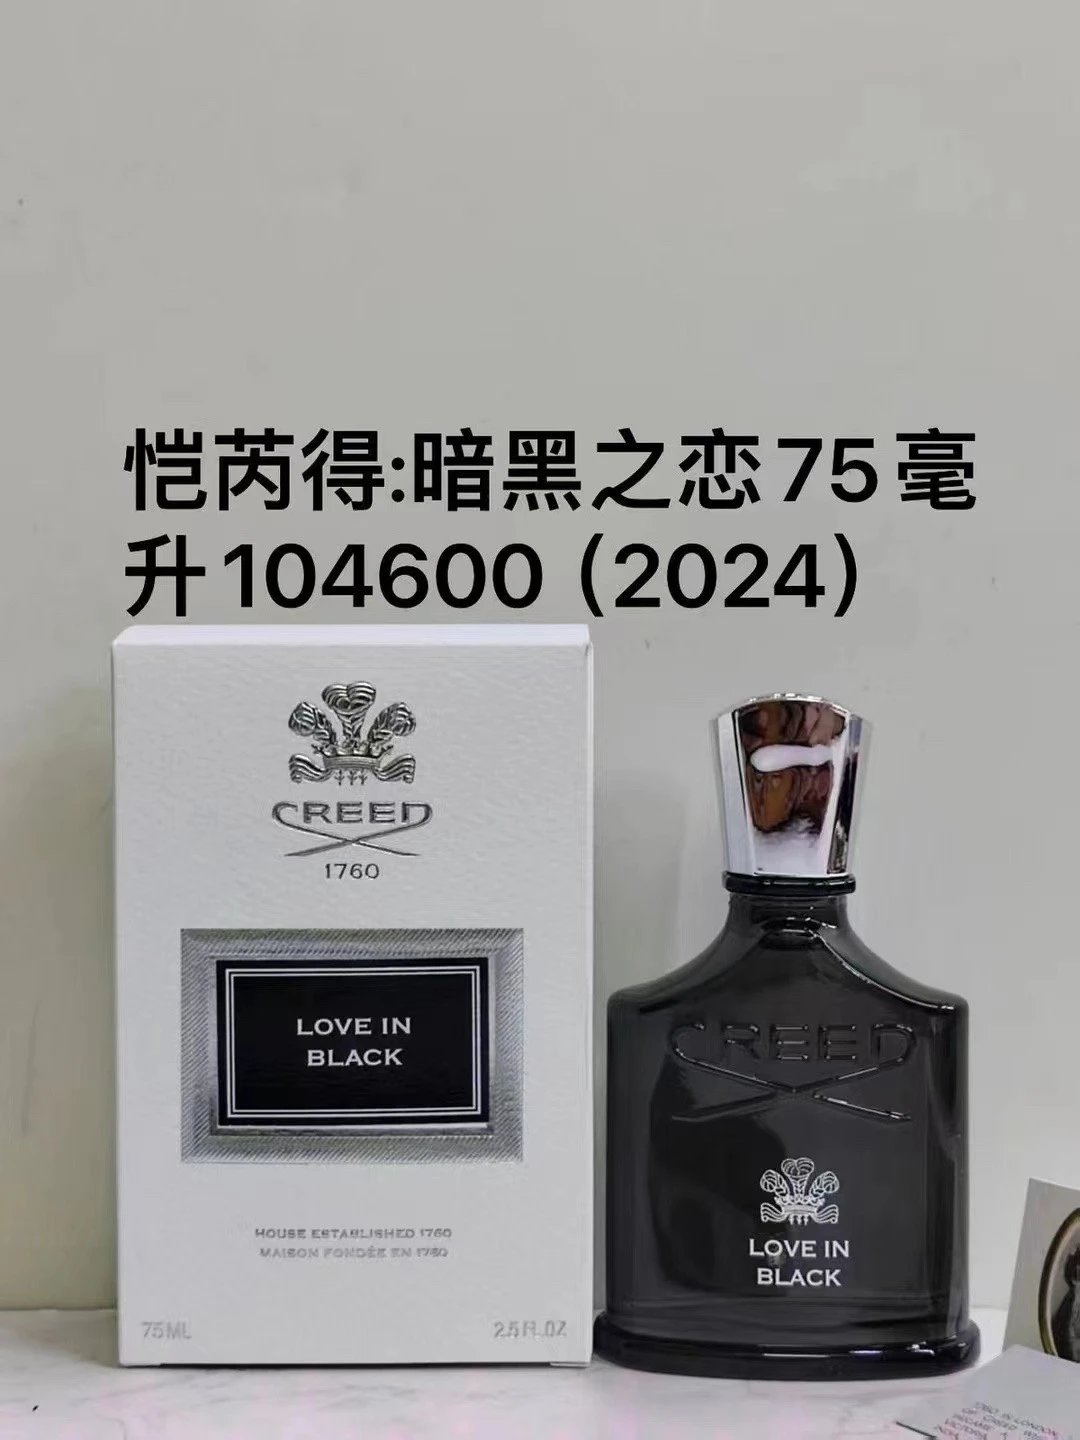 恺芮得:暗黑之恋75毫
升104600（2024）
CREED
1760
LOVE IN
BLACK
HOUSE ESTABLISHED 1760
MAISON FONDÉE EN 1760
75ML
2.5 FL.OZ
CREED
LOVE IN
BLACK